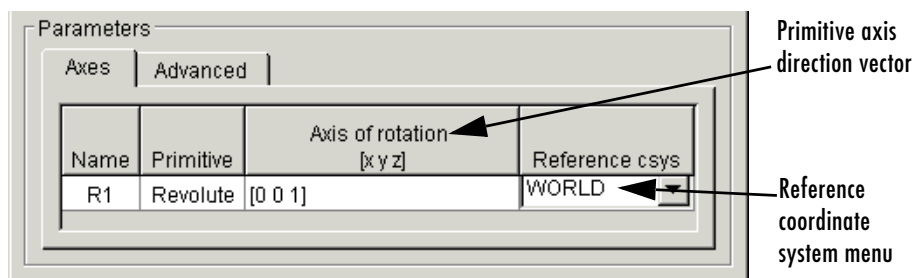 Parameters
Axes
Advanced
Name
Primitive
Axis of rotation
[x y z]
Reference csys
R1
Revolute
[0 0 1]
WORLD
Primitive axis
direction vector
Reference
coordinate
system menu